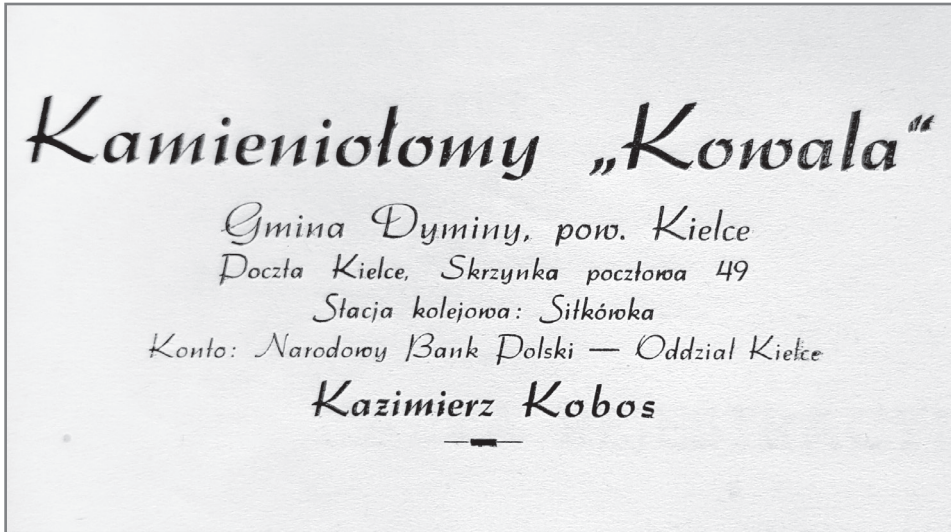 Kamieniołomy „Kowala“
Gmina Dyminy, pow. Kielce
Poczta Kielce, Skrzynka pocztowa 49
Stacja kolejowa: Sitkówka
Konto: Narodowy Bank Polski — Oddział Kielce
Kazimierz Kobos